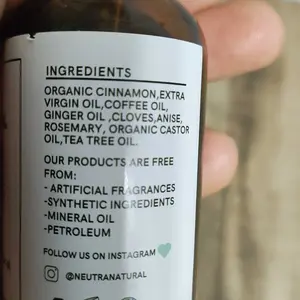 INGREDIENTS
ORGANIC CINNAMON,EXTRA
VIRGIN OIL,COFFEE OIL,
GINGER OIL ,CLOVES,ANISE,
ROSEMARY, ORGANIC CASTOR
OIL,TEA TREE OIL.
OUR PRODUCTS ARE FREE
FROM:
- ARTIFICIAL FRAGRANCES
-SYNTHETIC INGREDIENTS
-MINERAL OIL
-PETROLEUM
FOLLOW US ON INSTAGRAM
@NEUTRANATURAL